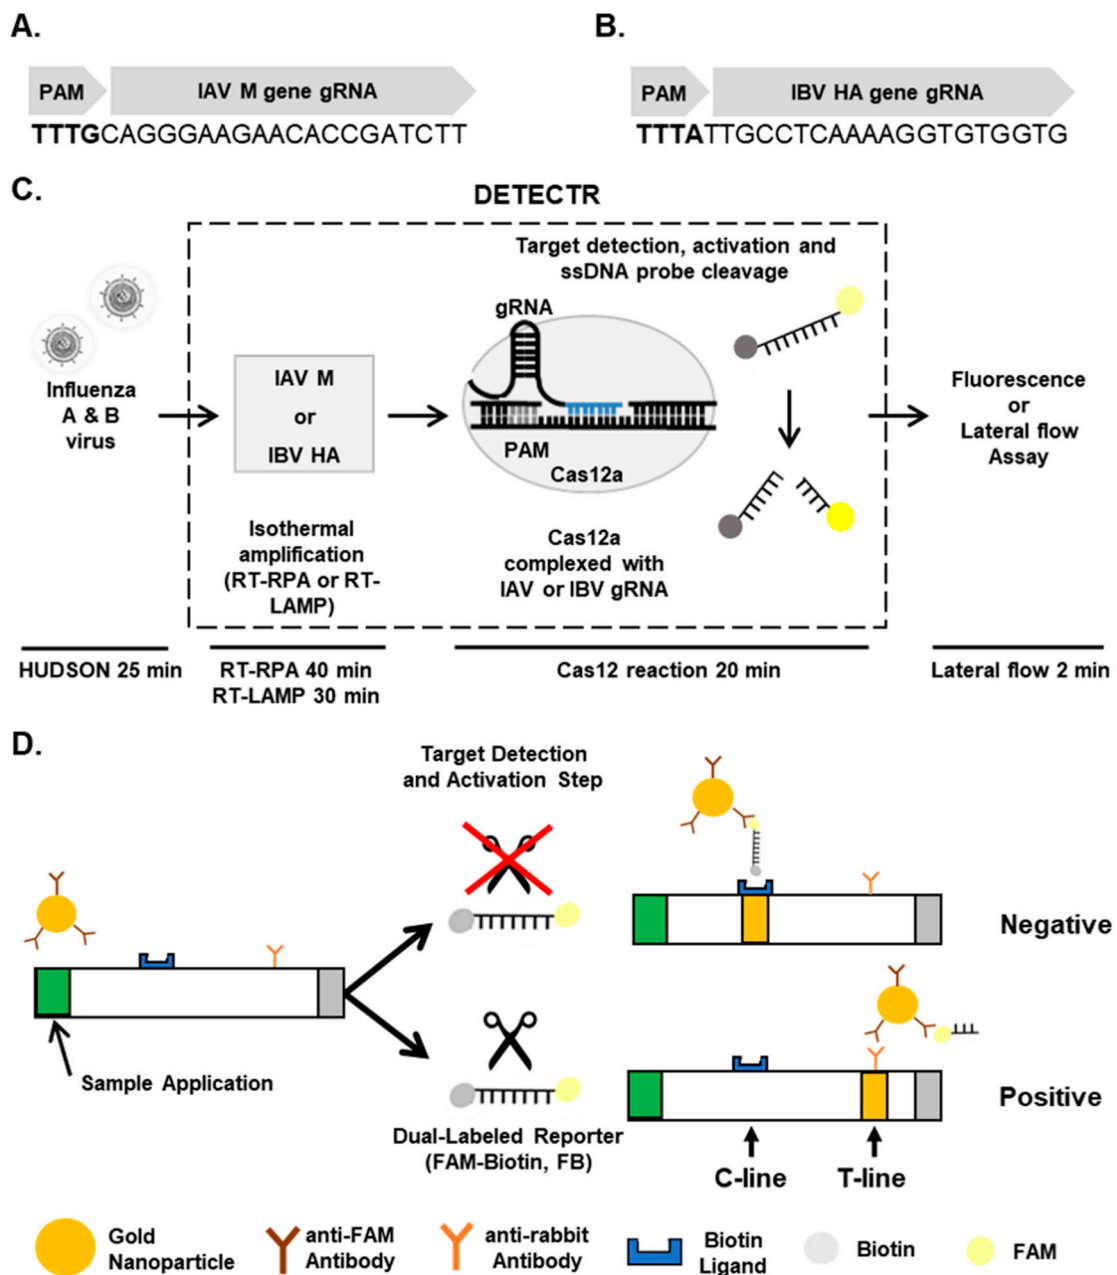 A.
PAM
IAV M gene gRNA
TTTGCAGGGAAGAACACCGATCTT
B.
PAM
IBV HA gene gRNA
TTTATTGCCTCAAAAGGTGTGGTG
C.
DETECTR
Influenza
A & B
virus
IAV M
or
IBV HA
Isothermal
amplification
(RT-RPA or RT-
LAMP)
Target detection, activation and
ssDNA probe cleavage
gRNA
PAM
Cas12a
Cas12a
complexed with
IAV or IBV gRNA
Fluorescence
or
Lateral flow
Assay
HUDSON 25 min
RT-RPA 40 min
RT-LAMP 30 min
Cas12 reaction 20 min
Lateral flow 2 min
D.
Target Detection
and Activation Step
Sample Application
Dual-Labeled Reporter
(FAM-Biotin, FB)
Negative
Positive
C-line
T-line
Gold
Nanoparticle
anti-FAM
Antibody
anti-rabbit
Antibody
Biotin
Ligand
Biotin
FAM